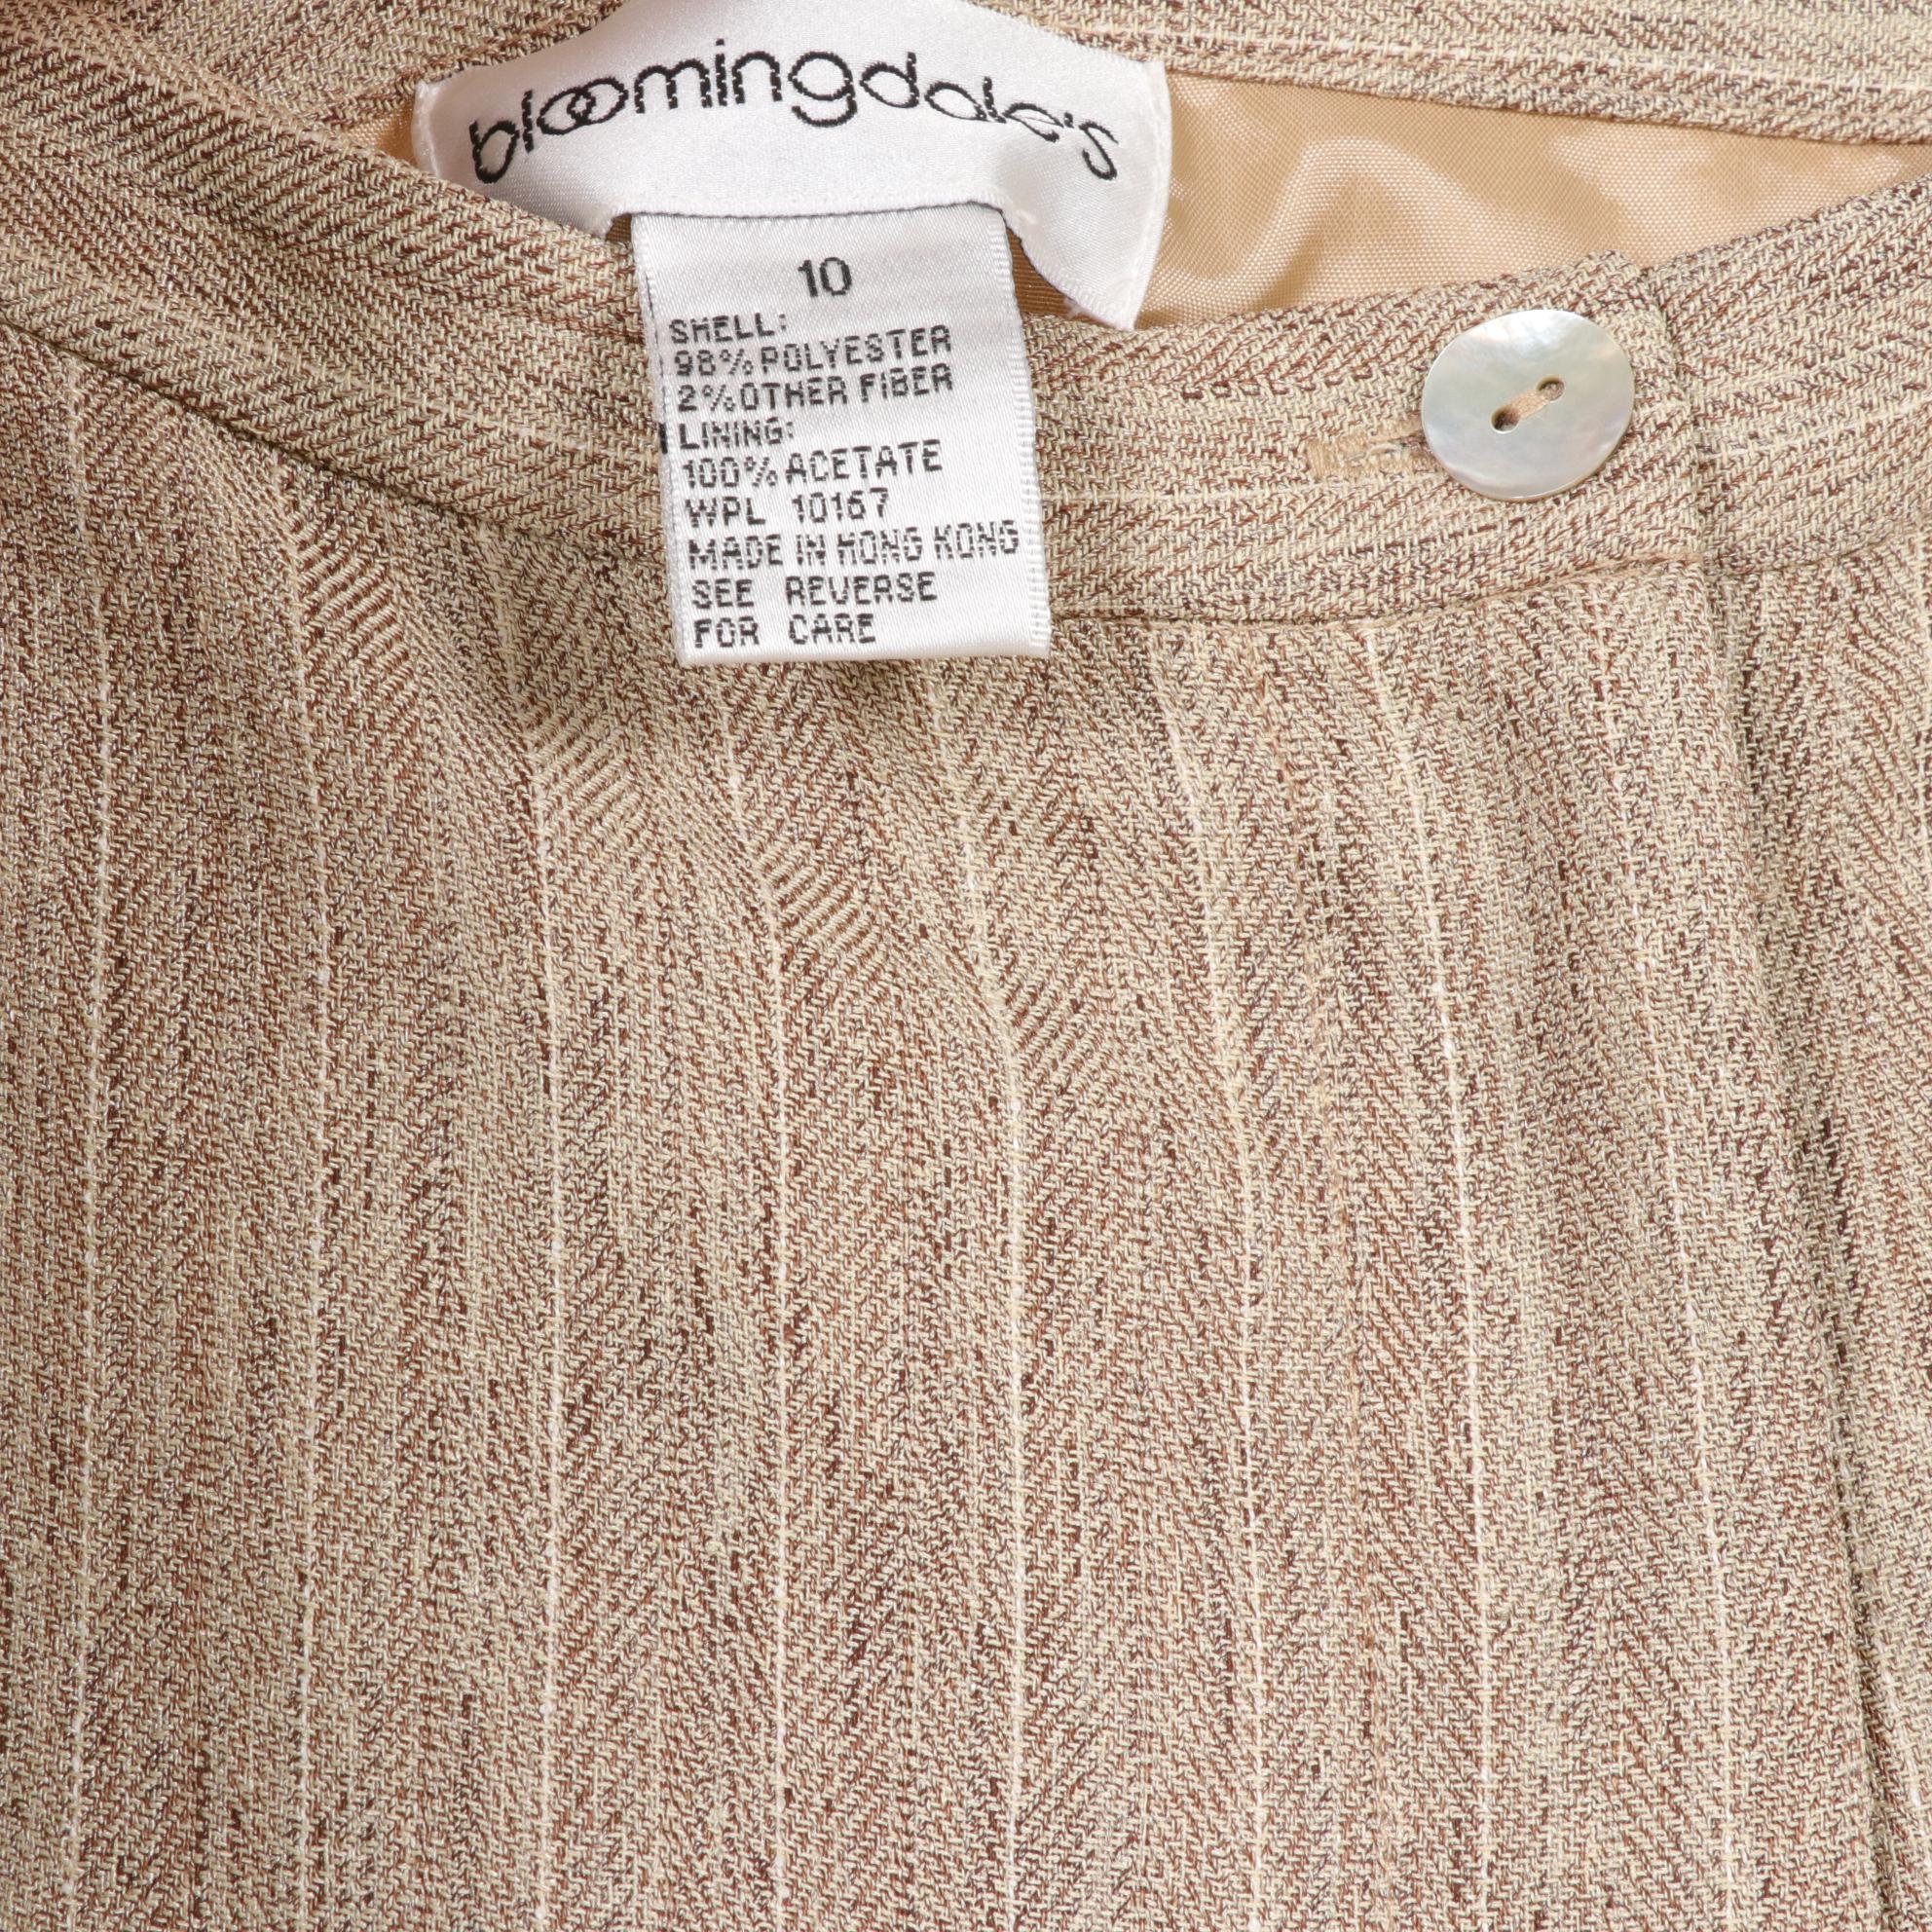 bloomingdale's
10
SHELL:
98% POLYESTER
2% OTHER FIBER
LINING:
100% ACETATE
WPL 10167
MADE IN HONG KONG
SEE REVERSE
FOR CARE